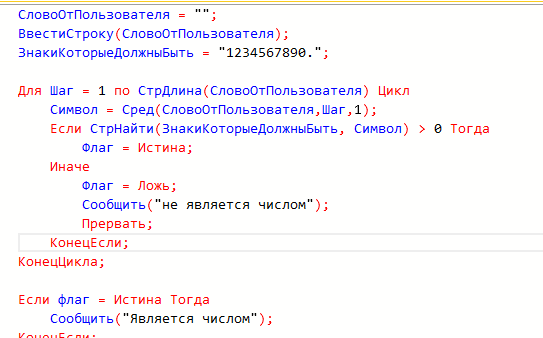 СловоОтПользователя = "";
ВвестиСтроку(СловоОтПользователя);
ЗнакиКоторыеДолжныБыть = "1234567890.";
Для Шаг = 1 по СтрДлина(СловоОтПользователя) Цикл
Символ = Сред(СловоОтПользователя,Шаг,1);
Если СтрНайти(ЗнакиКоторыеДолжныБыть, Символ) > 0 Тогда
Флаг = Истина;
Иначе
Флаг = Ложь;
Сообщить("не является числом");
Прервать;
КонецЕсли;
КонецЦикла;
Если флаг = Истина Тогда
Сообщить("Является числом");
КонецЕсли;